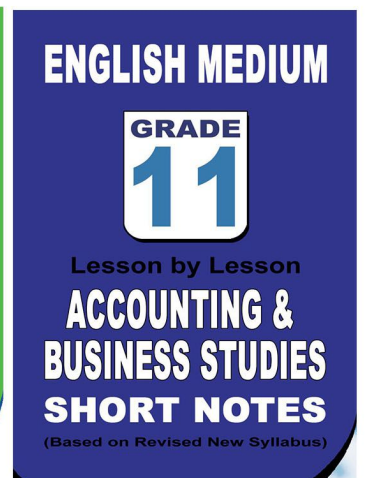 ENGLISH MEDIUM
GRADE
11
Lesson by Lesson
ACCOUNTING &
BUSINESS STUDIES
SHORT NOTES
(Based on Revised New Syllabus)